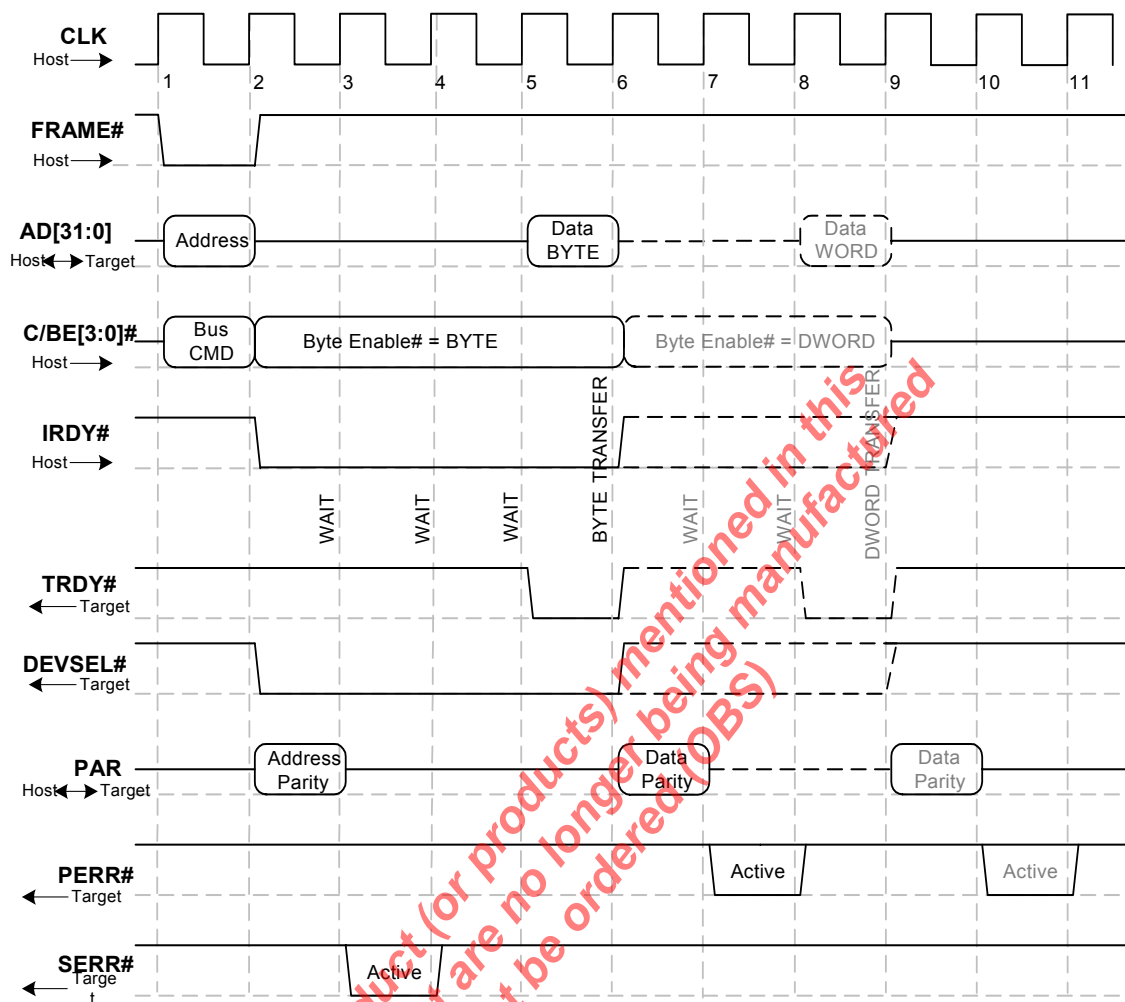 CLK
Host
1 2 3 4 5 6 7 8 9 10 11
FRAME#
Host
AD[31:0]
Host Target
Address
Data
BYTE
Data
WORD
C/BE[3:0]#
Host
Bus
CMD
Byte Enable# = BYTE
Byte Enable# = DWORD
IRDY#
Host
WAIT
WAIT
WAIT
BYTE TRANSFER
WAIT
WAIT
DWORD TRANSFER
TRDY#
Target
DEVSEL#
Target
PAR
Host Target
Address
Parity
Data
Parity
Data
Parity
PERR#
Target
Active
Active
SERR#
Targe
t
Active
(or products) mentioned in this
are no longer being manufactured
be ordered (OBS)